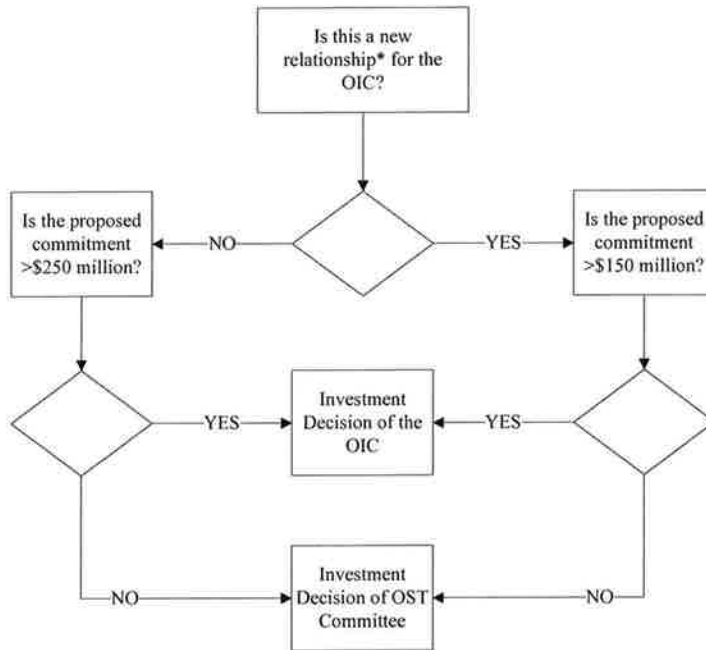 Is this a new
relationship* for the
OIC?
Is the proposed
commitment
>$250 million?
NO
YES
Is the proposed
commitment
>$150 million?
YES
Investment
Decision of the
OIC
YES
NO
Investment
Decision of OST
Committee
NO